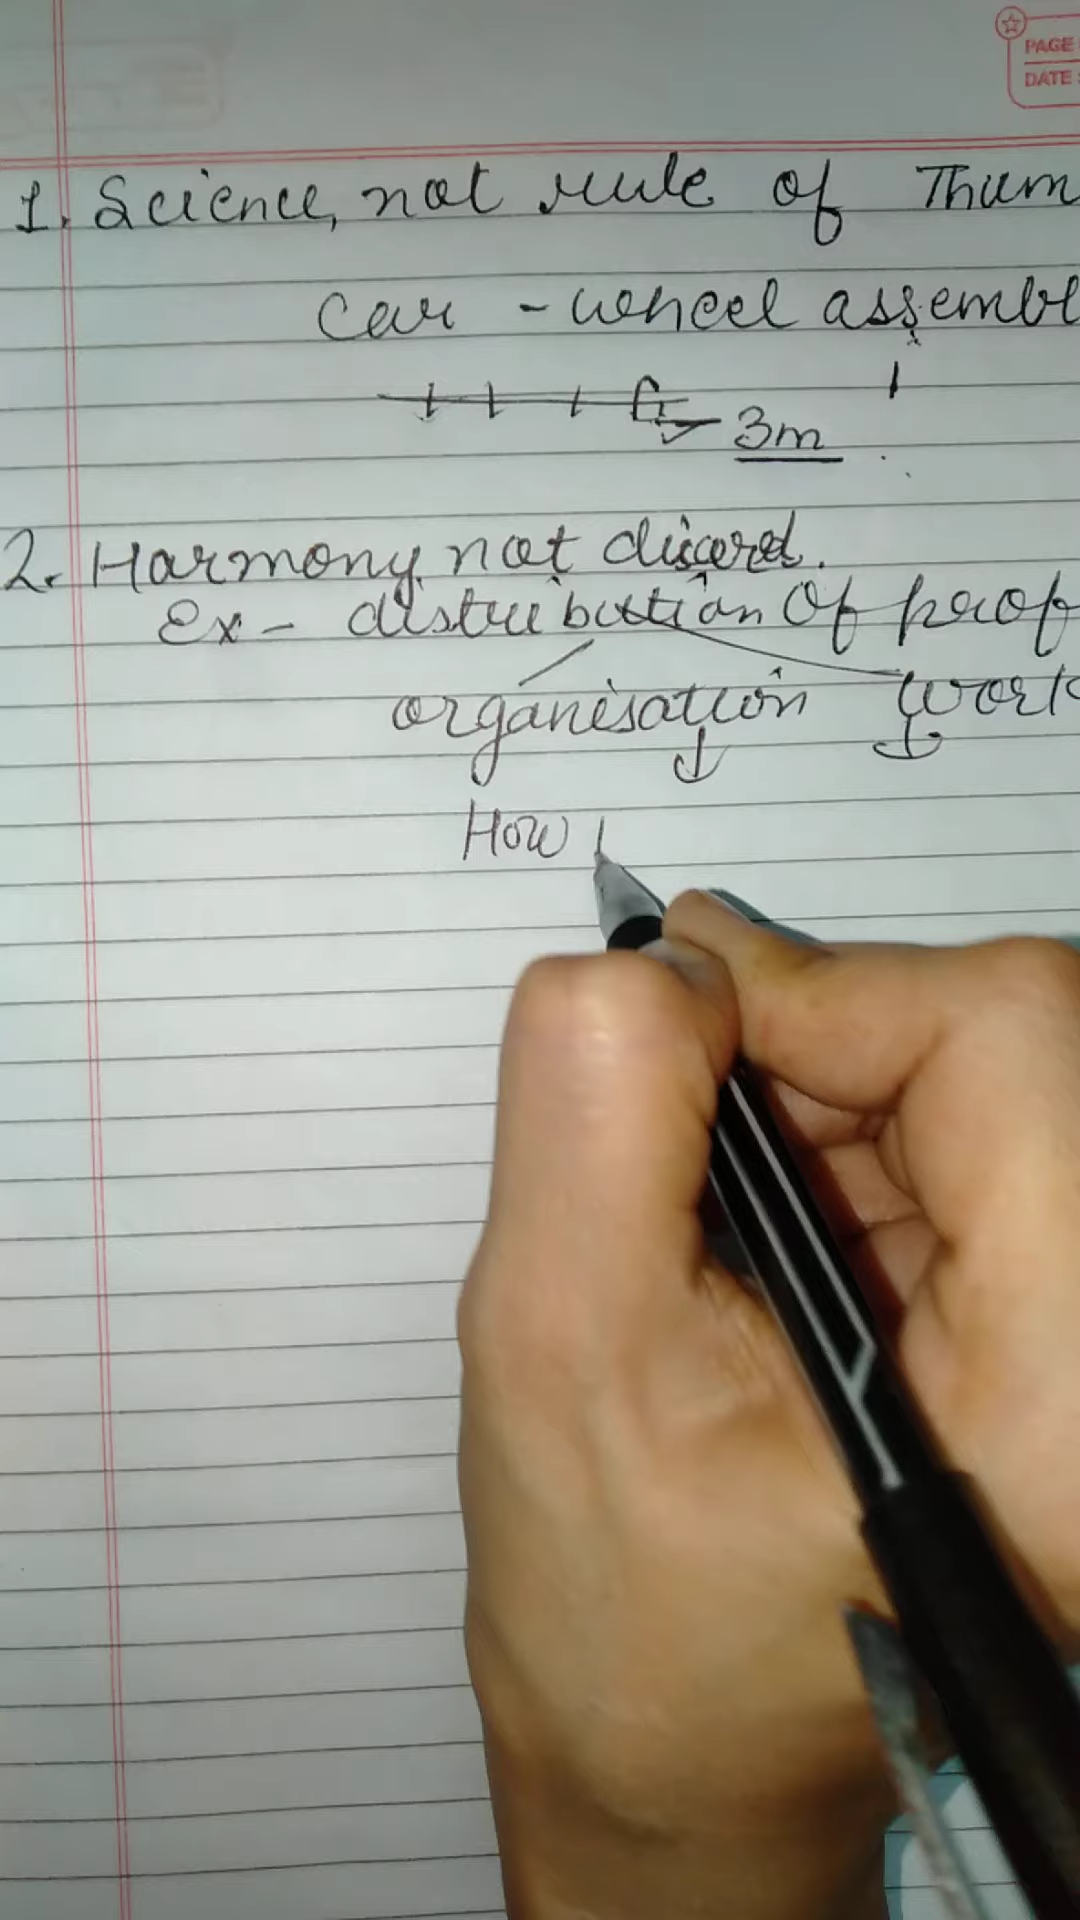 PAGE
DATE :
1. Science, not rule of Thum
Car - wheel assembl
3m
2. Harmony, not discord.
Ex - distribution Of prof
organisation work
How